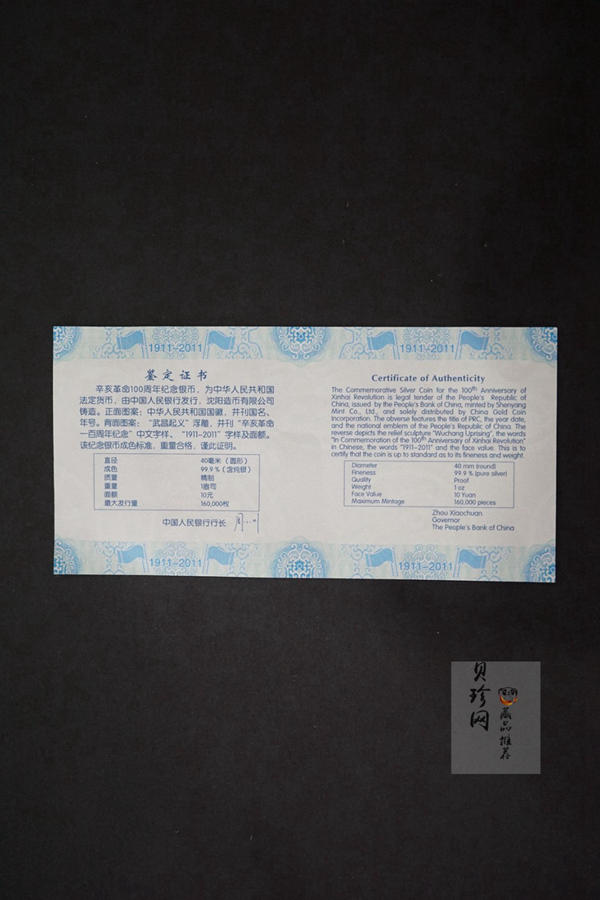 1911-2011
1911-2011
鉴定证书
辛亥革命100周年纪念银币，为中华人民共和国
法定货币，由中国人民银行发行，沈阳造币有限公司
铸造。正面图案：中华人民共和国国徽，并刊国名、
年号。背面图案：“武昌起义”浮雕，并刊“辛亥革命
一百周年纪念”中文字样、“1911-2011”字样及面额。
该纪念银币成色标准，重量合格，谨此证明。
直径 40毫米（圆形）
成色 99.9％（含纯银）
质量 精制
重量 1盎司
面额 10元
最大发行量 160,000枚
中国人民银行行长
Certificate of Authenticity
The Commemorative Silver Coin for the 100th Anniversary of
Xinhai Revolution is legal tender of the People's Republic of
China, issued by the People's Bank of China, minted by Shenyang
Mint Co., Ltd., and solely distributed by China Gold Coin
Incorporation. The obverse features the title of PRC, the year date,
and the national emblem of the People's Republic of China. The
reverse depicts the relief sculpture "Wuchang Uprising", the words
"In Commemoration of the 100th Anniversary of Xinhai Revolution"
in Chinese, the words "1911-2011" and the face value. This is to
certify that the coin is up to standard as to its fineness and weight.
Diameter 40 mm (round)
Fineness 99.9 % (pure silver)
Quality Proof
Weight 1 oz
Face Value 10 Yuan
Maximum Mintage 160,000 pieces
Zhou Xiaochuan
Governor
The People's Bank of China
1911-2011
1911-2011
贝珍网
藏品推荐